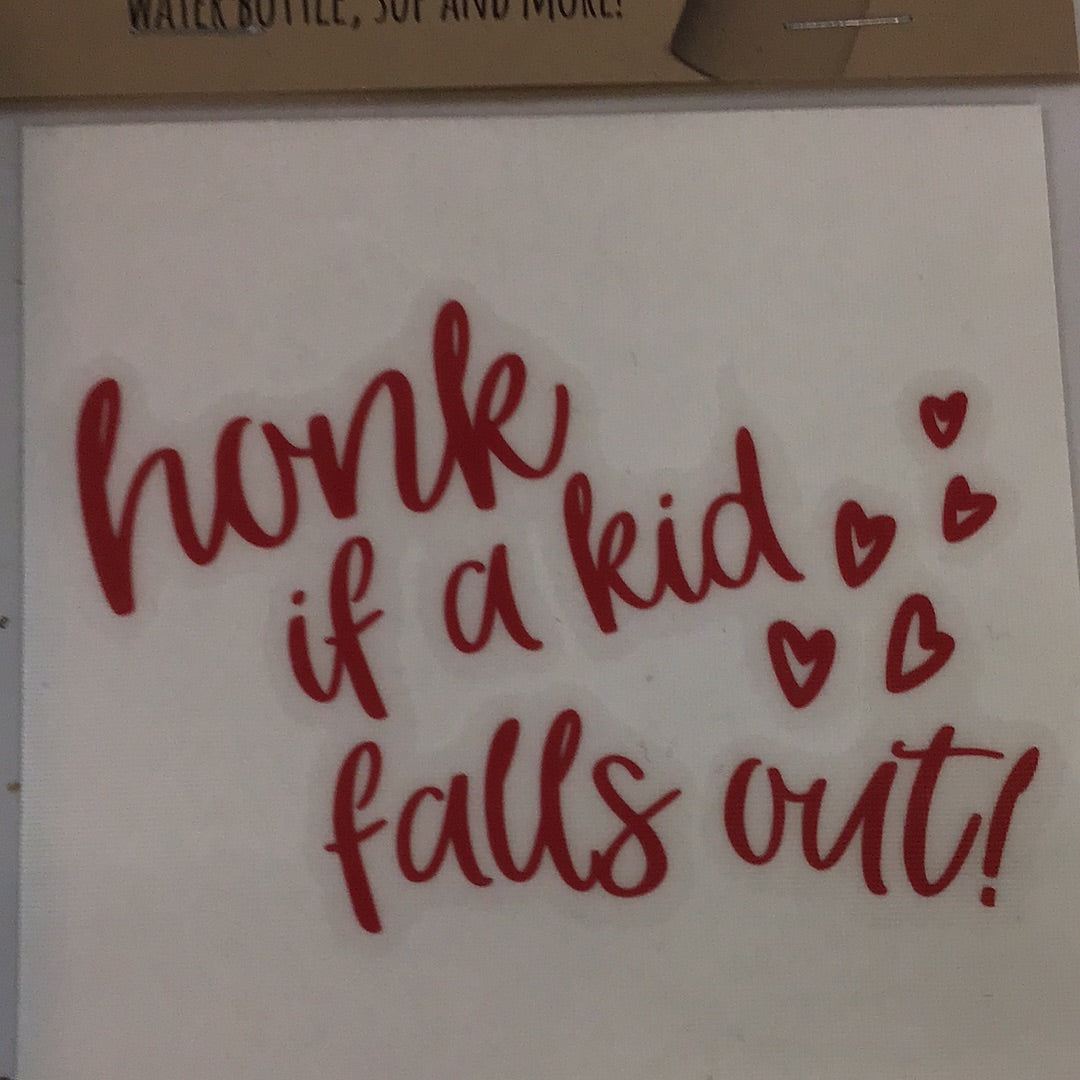 WATER BOTTLE, SUP AND MORE!
honk
if a kid
falls out!